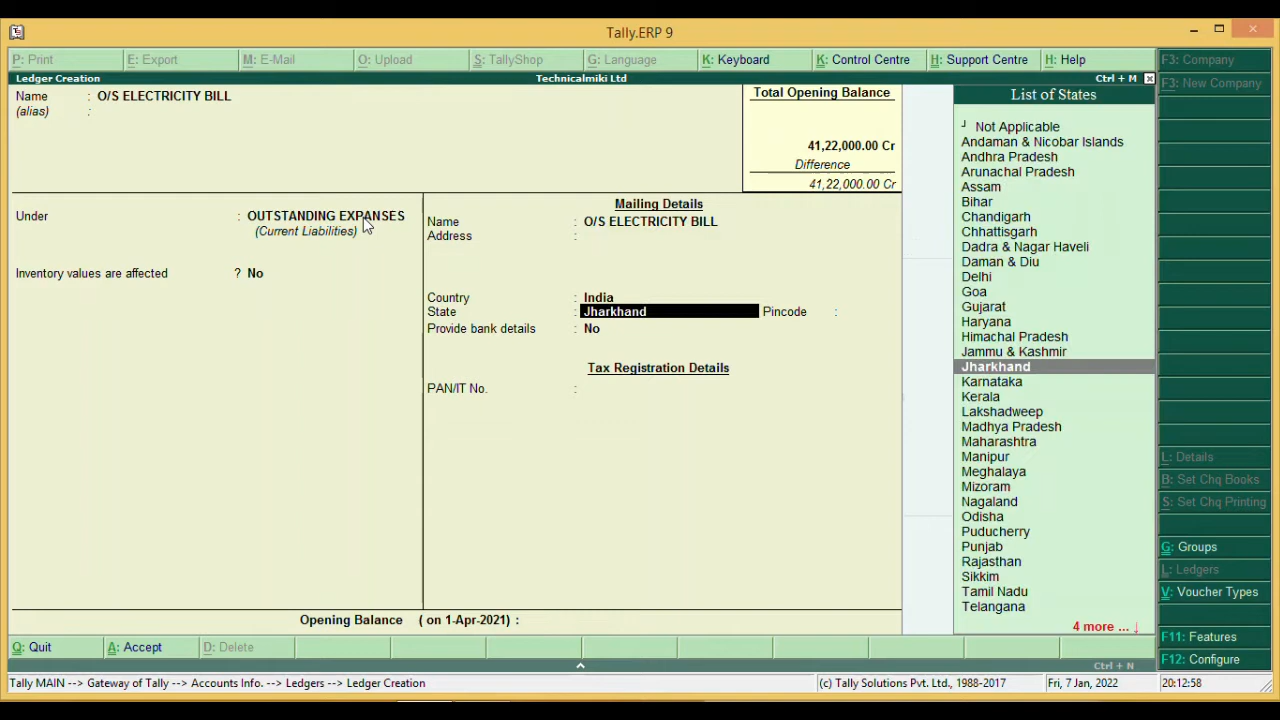 Tally.ERP 9
P: Print E: Export M: E-Mail O: Upload S: TallyShop G: Language K: Keyboard K: Control Centre H: Support Centre H: Help
F3: Company
F3: New Company
Ledger Creation Technicalmiki Ltd Ctrl + M
Name : O/S ELECTRICITY BILL
(alias) :
Total Opening Balance
41,22,000.00 Cr
Difference
41,22,000.00 Cr
Under : OUTSTANDING EXPANSES
(Current Liabilities)
Inventory values are affected ? No
Mailing Details
Name : O/S ELECTRICITY BILL
Address :
Country : India
State : Jharkhand Pincode :
Provide bank details : No
Tax Registration Details
PAN/IT No. :
Opening Balance ( on 1-Apr-2021) :
List of States
Not Applicable
Andaman & Nicobar Islands
Andhra Pradesh
Arunachal Pradesh
Assam
Bihar
Chandigarh
Chhattisgarh
Dadra & Nagar Haveli
Daman & Diu
Delhi
Goa
Gujarat
Haryana
Himachal Pradesh
Jammu & Kashmir
Jharkhand
Karnataka
Kerala
Lakshadweep
Madhya Pradesh
Maharashtra
Manipur
Meghalaya
Mizoram
Nagaland
Odisha
Puducherry
Punjab
Rajasthan
Sikkim
Tamil Nadu
Telangana
4 more ... ↓
L: Details
B: Set Chq Books
S: Set Chq Printing
G: Groups
L: Ledgers
V: Voucher Types
F11: Features
F12: Configure
Q: Quit A: Accept D: Delete
Ctrl + N
Tally MAIN --> Gateway of Tally --> Accounts Info. --> Ledgers --> Ledger Creation (c) Tally Solutions Pvt. Ltd., 1988-2017 Fri, 7 Jan, 2022 20:12:58